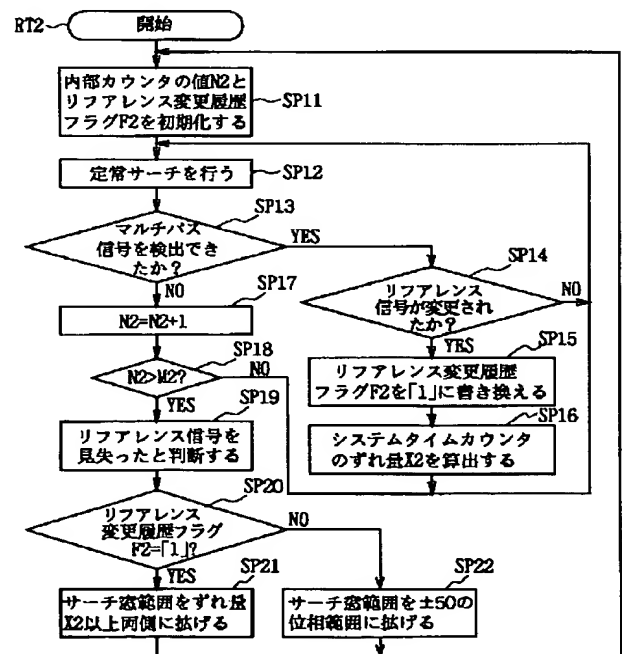 RT2
開始
内部カウンタの値N2と
リファレンス変更履歴
フラグF2を初期化する
SP11
定常サーチを行う
SP12
SP13
マルチパス
信号を検出でき
たか?
YES
NO
SP14
リファレンス
信号が変更され
たか?
NO
YES
SP15
リファレンス変更履歴
フラグF2を「1」に書き換える
SP16
システムタイムカウンタ
のずれ量X2を算出する
SP17
N2=N2+1
SP18
N2>M2?
NO
YES
SP19
リファレンス信号を
見失ったと判断する
SP20
リファレンス
変更履歴フラグ
F2=「1」?
NO
YES
SP21
サーチ窓範囲をずれ量
X2以上両側に拡げる
SP22
サーチ窓範囲を±50の
位相範囲に拡げる